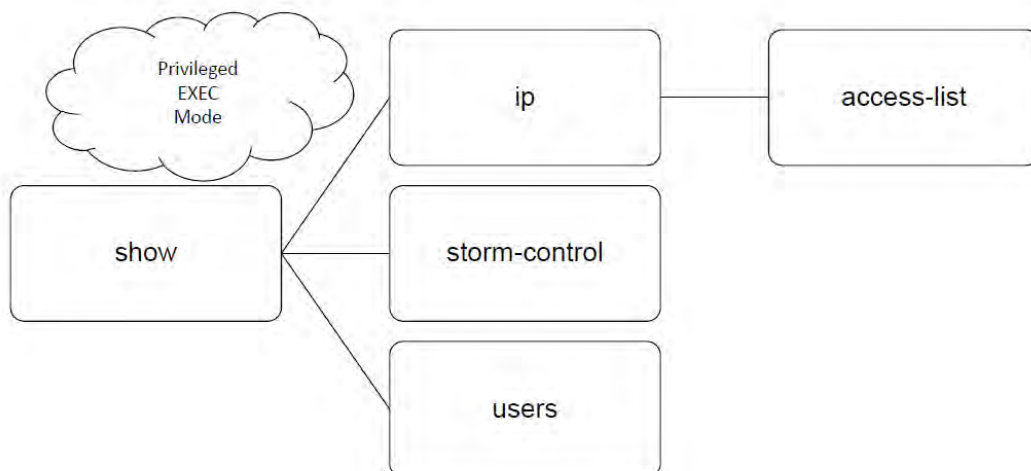 Privileged
EXEC
Mode
ip
access-list
show
storm-control
users